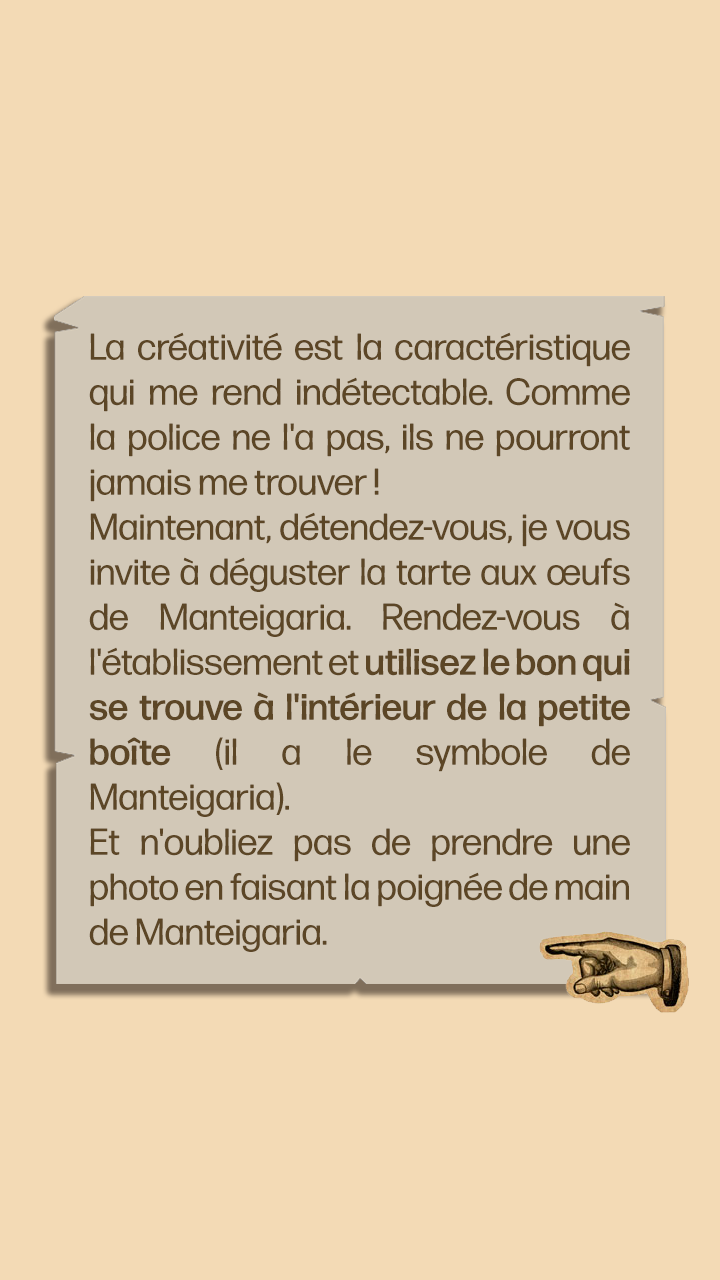 La créativité est la caractéristique
qui me rend indétectable. Comme
la police ne l'a pas, ils ne pourront
jamais me trouver !
Maintenant, détendez-vous, je vous
invite à déguster la tarte aux œufs
de Manteigaria. Rendez-vous à
l'établissement et utilisez le bon qui
se trouve à l'intérieur de la petite
boîte (il a le symbole de
Manteigaria).
Et n'oubliez pas de prendre une
photo en faisant la poignée de main
de Manteigaria.